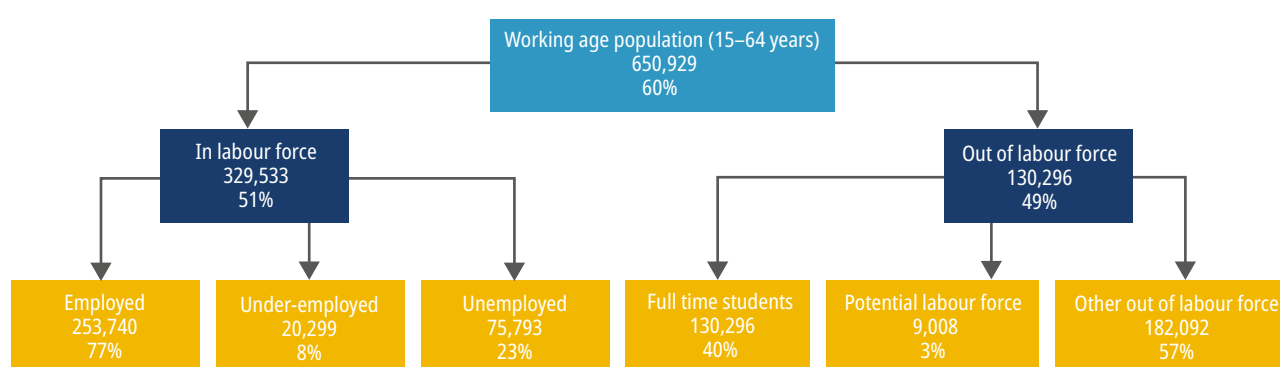 Working age population (15–64 years)
650,929
60%
In labour force
329,533
51%
Out of labour force
130,296
49%
Employed
253,740
77%
Under-employed
20,299
8%
Unemployed
75,793
23%
Full time students
130,296
40%
Potential labour force
9,008
3%
Other out of labour force
182,092
57%